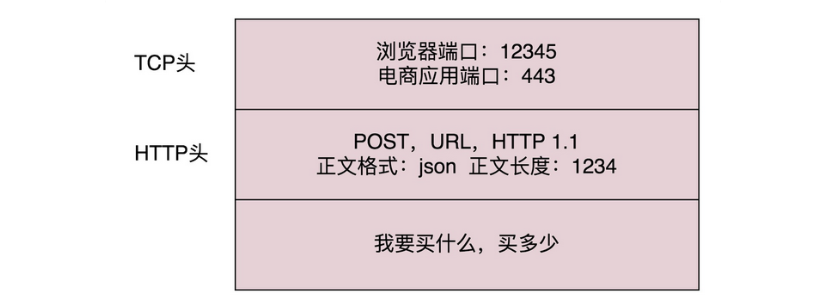 TCP头
浏览器端口：12345
电商应用端口：443
HTTP头
POST，URL，HTTP 1.1
正文格式：json 正文长度：1234
我要买什么，买多少